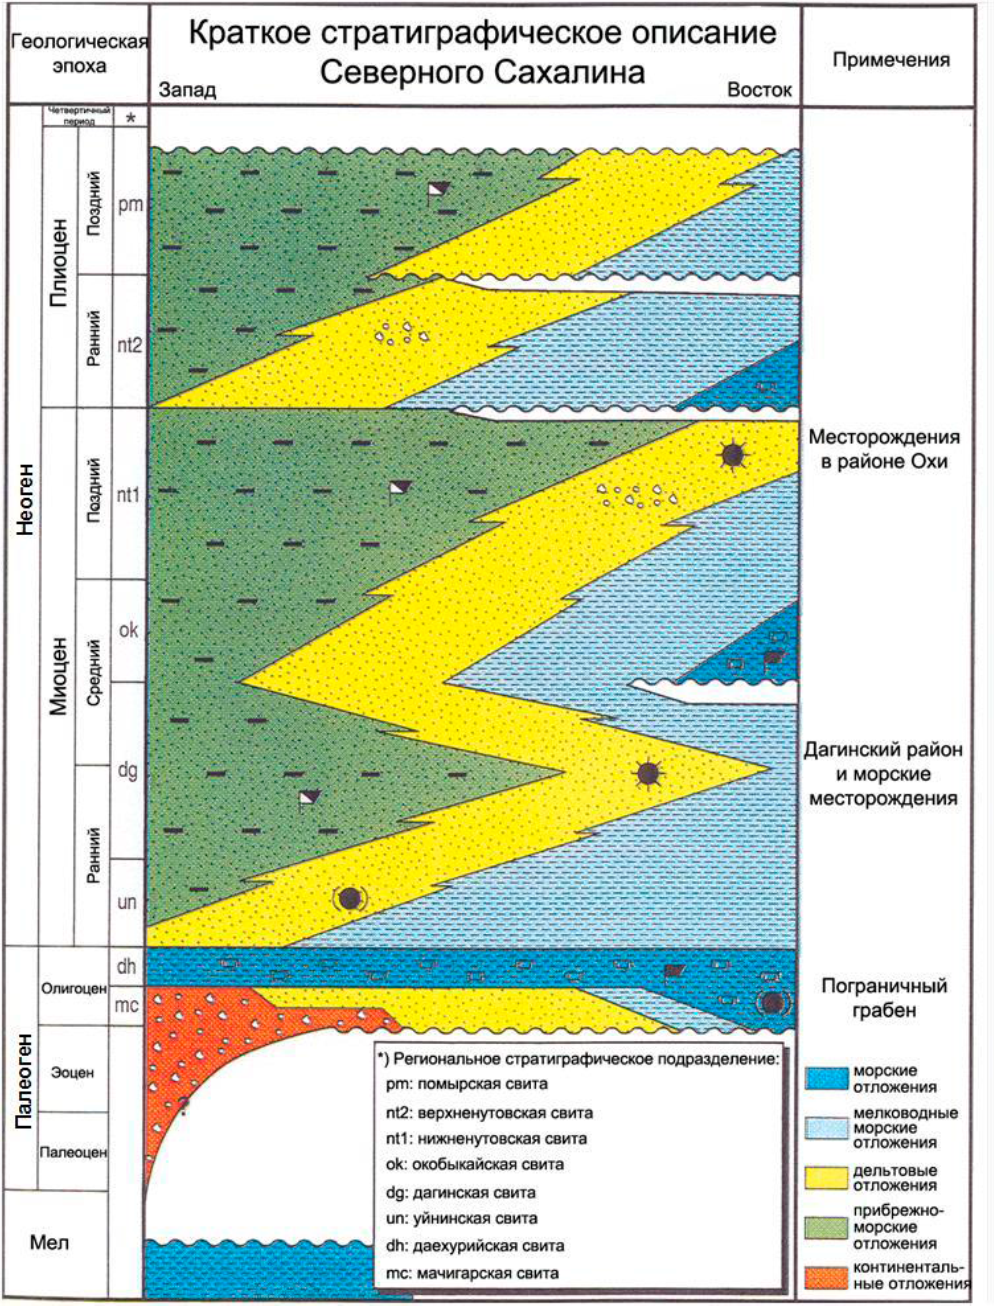 Геологическая
эпоха
Краткое стратиграфическое описание
Северного Сахалина
Запад
Восток
Примечения
Четвертичный
период
*
Неоген
Плиоцен
Поздний
pm
Ранний
nt2
Миоцен
Поздний
nt1
Средний
ok
dg
Ранний
un
Палеоген
Олигоцен
dh
mc
Эоцен
Палеоцен
Мел
?
Месторождения
в районе Охи
Дагинский район
и морские
месторождения
Пограничный
грабен
*) Региональное стратиграфическое подразделение:
pm: помырская свита
nt2: верхненутовская свита
nt1: нижненутовская свита
ok: окобыкайская свита
dg: дагинская свита
un: уйнинская свита
dh: даехурийская свита
mc: мачигарская свита
морские
отложения
мелководные
морские
отложения
дельтовые
отложения
прибрежно-
морские
отложения
континенталь-
ные отложения